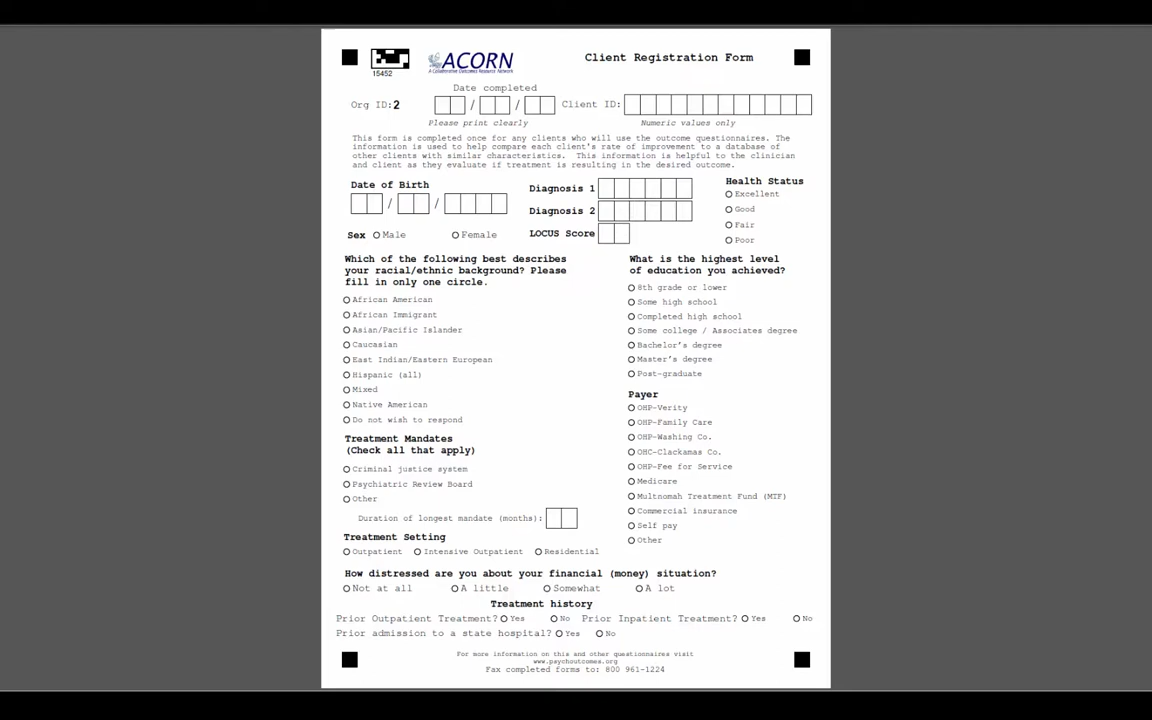 15452
ACORN
A Collaborative Outcomes Resource Network
Client Registration Form
Date completed
Org ID:2
/ /
Client ID:
Please print clearly
Numeric values only
This form is completed once for any clients who will use the outcome questionnaires. The
information is used to help compare each client's rate of improvement to a database of
other clients with similar characteristics. This information is helpful to the clinician
and client as they evaluate if treatment is resulting in the desired outcome.
Date of Birth
/ /
Sex Male Female
Diagnosis 1
Diagnosis 2
LOCUS Score
Health Status
Excellent
Good
Fair
Poor
Which of the following best describes
your racial/ethnic background? Please
fill in only one circle.
African American
African Immigrant
Asian/Pacific Islander
Caucasian
East Indian/Eastern European
Hispanic (all)
Mixed
Native American
Do not wish to respond
Treatment Mandates
(Check all that apply)
Criminal justice system
Psychiatric Review Board
Other
Duration of longest mandate (months):
Treatment Setting
Outpatient Intensive Outpatient Residential
What is the highest level
of education you achieved?
8th grade or lower
Some high school
Completed high school
Some college / Associates degree
Bachelor's degree
Master's degree
Post-graduate
Payer
OHP-Verity
OHP-Family Care
OHP-Washing Co.
OHC-Clackamas Co.
OHP-Fee for Service
Medicare
Multnomah Treatment Fund (MTF)
Commercial insurance
Self pay
Other
How distressed are you about your financial (money) situation?
Not at all A little Somewhat A lot
Treatment history
Prior Outpatient Treatment? Yes No Prior Inpatient Treatment? Yes No
Prior admission to a state hospital? Yes No
For more information on this and other questionnaires visit
www.psychoutcomes.org
Fax completed forms to: 800 961-1224